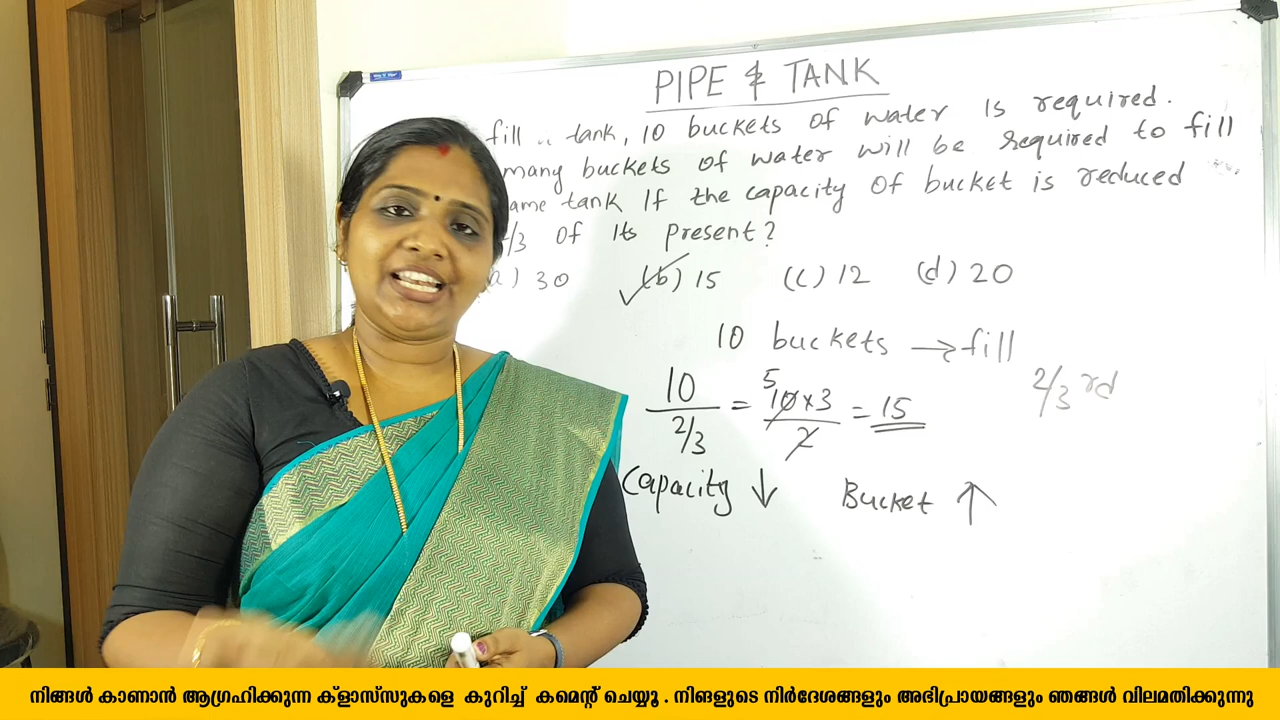 PIPE & TANK
fill .. tank, 10 buckets of water is required.
many buckets of water will be required to fill
ame tank If the capacity of bucket is reduced
2/3 of Its present?
a) 30 (b) 15 (c) 12 (d) 20
10 buckets → fill
10 / 2/3 = 5 10 x 3 / 2 = 15
2/3 rd
Capacity ↓ Bucket ↑
നിങ്ങൾ കാണാൻ ആഗ്രഹിക്കുന്ന ക്ളാസ്സുകളെ കുറിച്ച് കമെന്റ് ചെയ്യൂ . നിങളുടെ നിർദേശങ്ങളും അഭിപ്രായങ്ങളും ഞങ്ങൾ വിലമതിക്കുന്നു